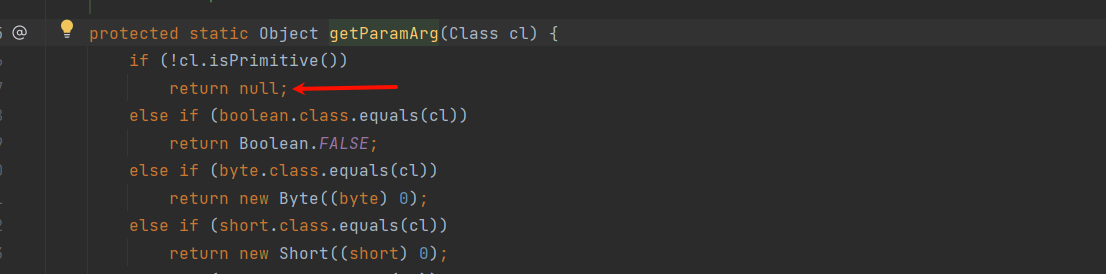 protected static Object getParamArg(Class cl) {
if (!cl.isPrimitive())
return null;
else if (boolean.class.equals(cl))
return Boolean.FALSE;
else if (byte.class.equals(cl))
return new Byte((byte) 0);
else if (short.class.equals(cl))
return new Short((short) 0);